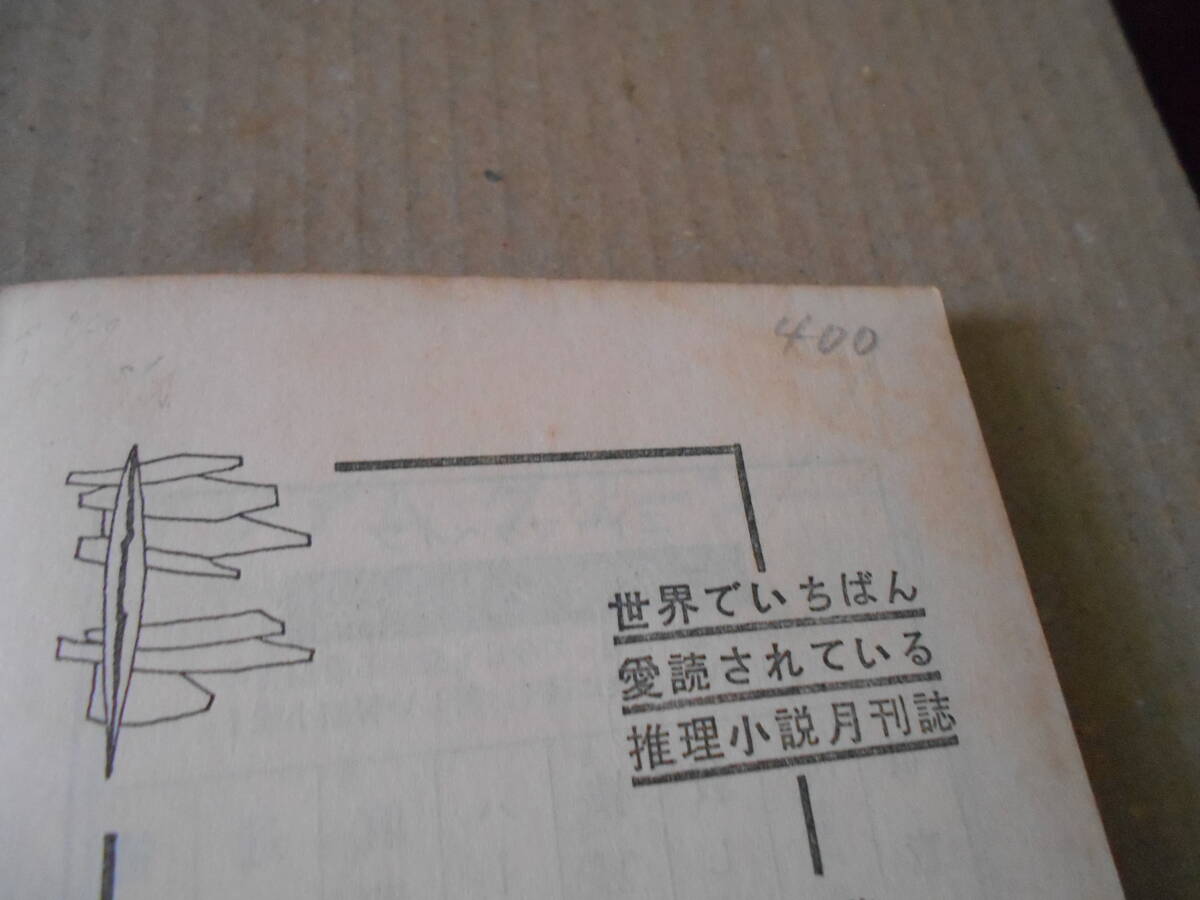 400
世界でいちばん
愛読されている
推理小説月刊誌